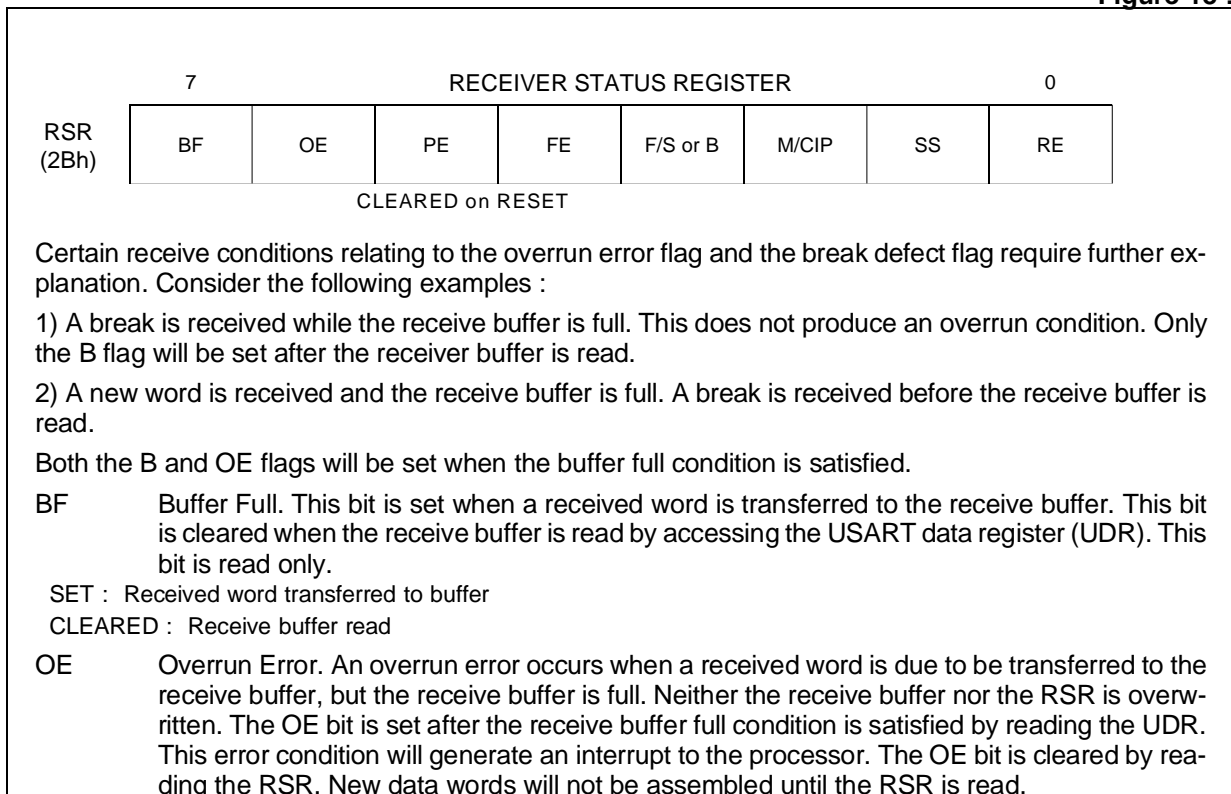 Figure 18 :
7 RECEIVER STATUS REGISTER 0
RSR
(2Bh)
BF OE PE FE F/S or B M/CIP SS RE
CLEARED on RESET
Certain receive conditions relating to the overrun error flag and the break defect flag require further ex-
planation. Consider the following examples :
1) A break is received while the receive buffer is full. This does not produce an overrun condition. Only
the B flag will be set after the receiver buffer is read.
2) A new word is received and the receive buffer is full. A break is received before the receive buffer is
read.
Both the B and OE flags will be set when the buffer full condition is satisfied.
BF Buffer Full. This bit is set when a received word is transferred to the receive buffer. This bit
is cleared when the receive buffer is read by accessing the USART data register (UDR). This
bit is read only.
SET : Received word transferred to buffer
CLEARED : Receive buffer read
OE Overrun Error. An overrun error occurs when a received word is due to be transferred to the
receive buffer, but the receive buffer is full. Neither the receive buffer nor the RSR is overw-
ritten. The OE bit is set after the receive buffer full condition is satisfied by reading the UDR.
This error condition will generate an interrupt to the processor. The OE bit is cleared by rea-
ding the RSR. New data words will not be assembled until the RSR is read.